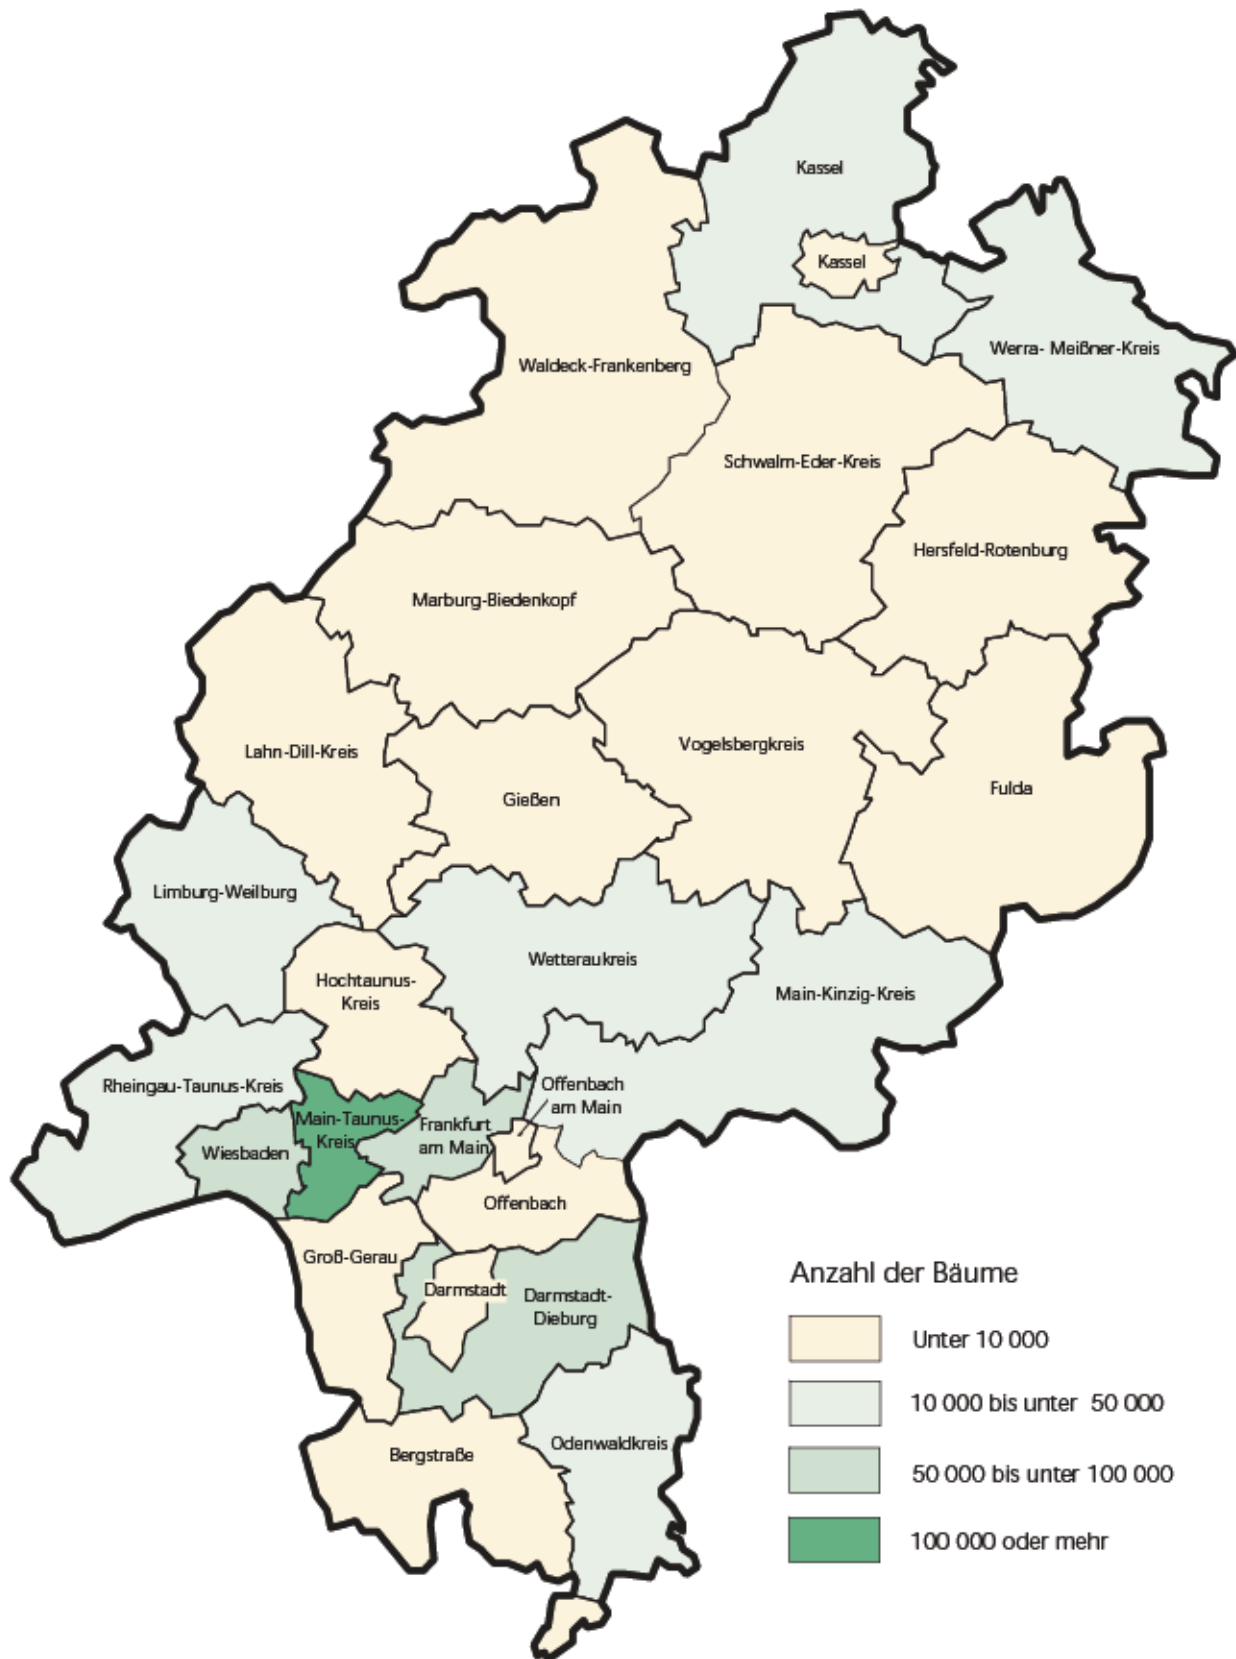 Kassel
Kassel
Werra- Meißner-Kreis
Waldeck-Frankenberg
Schwalm-Eder-Kreis
Hersfeld-Rotenburg
Marburg-Biedenkopf
Lahn-Dill-Kreis
Vogelsbergkreis
Gießen
Fulda
Limburg-Weilburg
Wetteraukreis
Hochtaunus-
Kreis
Main-Kinzig-Kreis
Rheingau-Taunus-Kreis
Offenbach
am Main
Main-Taunus-
Kreis
Frankfurt
am Main
Wiesbaden
Offenbach
Groß-Gerau
Darmstadt
Darmstadt-
Dieburg
Odenwaldkreis
Bergstraße
Anzahl der Bäume
Unter 10 000
10 000 bis unter 50 000
50 000 bis unter 100 000
100 000 oder mehr